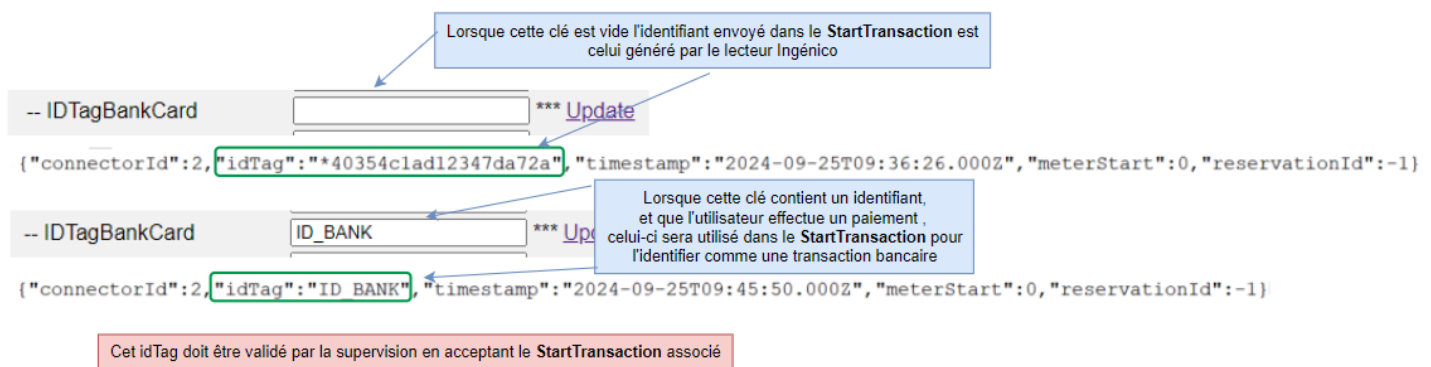 Lorsque cette clé est vide l'identifiant envoyé dans le StartTransaction est
celui généré par le lecteur Ingénico
-- IDTagBankCard *** Update
{"connectorId":2,"idTag":"*40354c1ad12347da72a","timestamp":"2024-09-25T09:36:26.000Z","meterStart":0,"reservationId":-1}
Lorsque cette clé contient un identifiant,
et que l'utilisateur effectue un paiement ,
celui-ci sera utilisé dans le StartTransaction pour
l'identifier comme une transaction bancaire
-- IDTagBankCard ID_BANK *** Up
{"connectorId":2,"idTag":"ID_BANK","timestamp":"2024-09-25T09:45:50.000Z","meterStart":0,"reservationId":-1}
Cet idTag doit être validé par la supervision en acceptant le StartTransaction associé